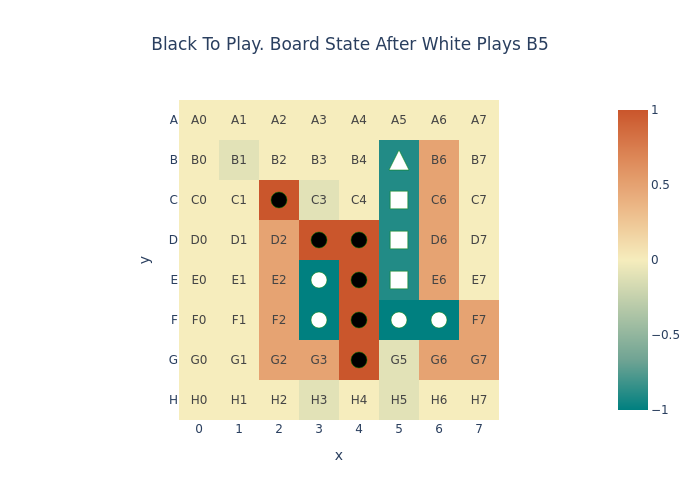 Black To Play. Board State After White Plays B5
A A0 A1 A2 A3 A4 A5 A6 A7 1
B B0 B1 B2 B3 B4 B6 B7
0.5
C C0 C1 C3 C4 C6 C7
D D0 D1 D2 D6 D7
y 0
E E0 E1 E2 E6 E7
F F0 F1 F2 F7 −0.5
G G0 G1 G2 G3 G5 G6 G7
H H0 H1 H2 H3 H4 H5 H6 H7 −1
0 1 2 3 4 5 6 7
x